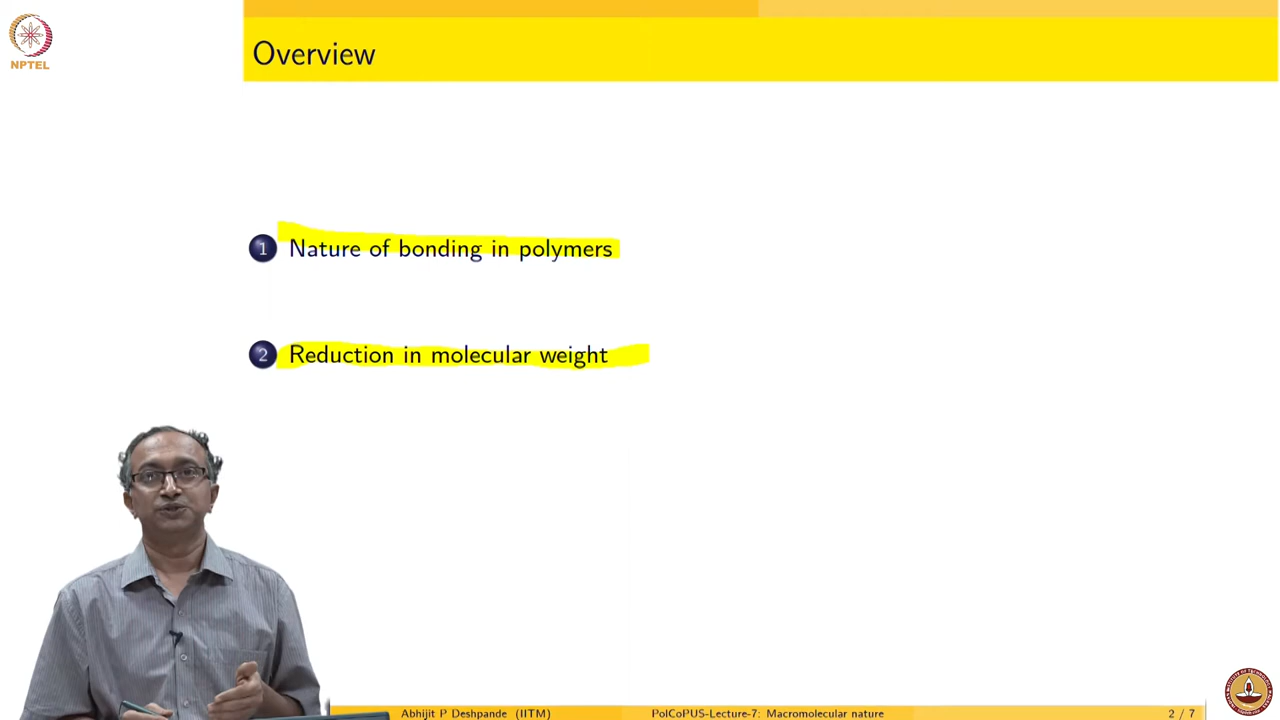 NPTEL
Overview
1 Nature of bonding in polymers
2 Reduction in molecular weight
Abhijit P Deshpande (IITM) PolCoPUS-Lecture-7: Macromolecular nature 2 / 7